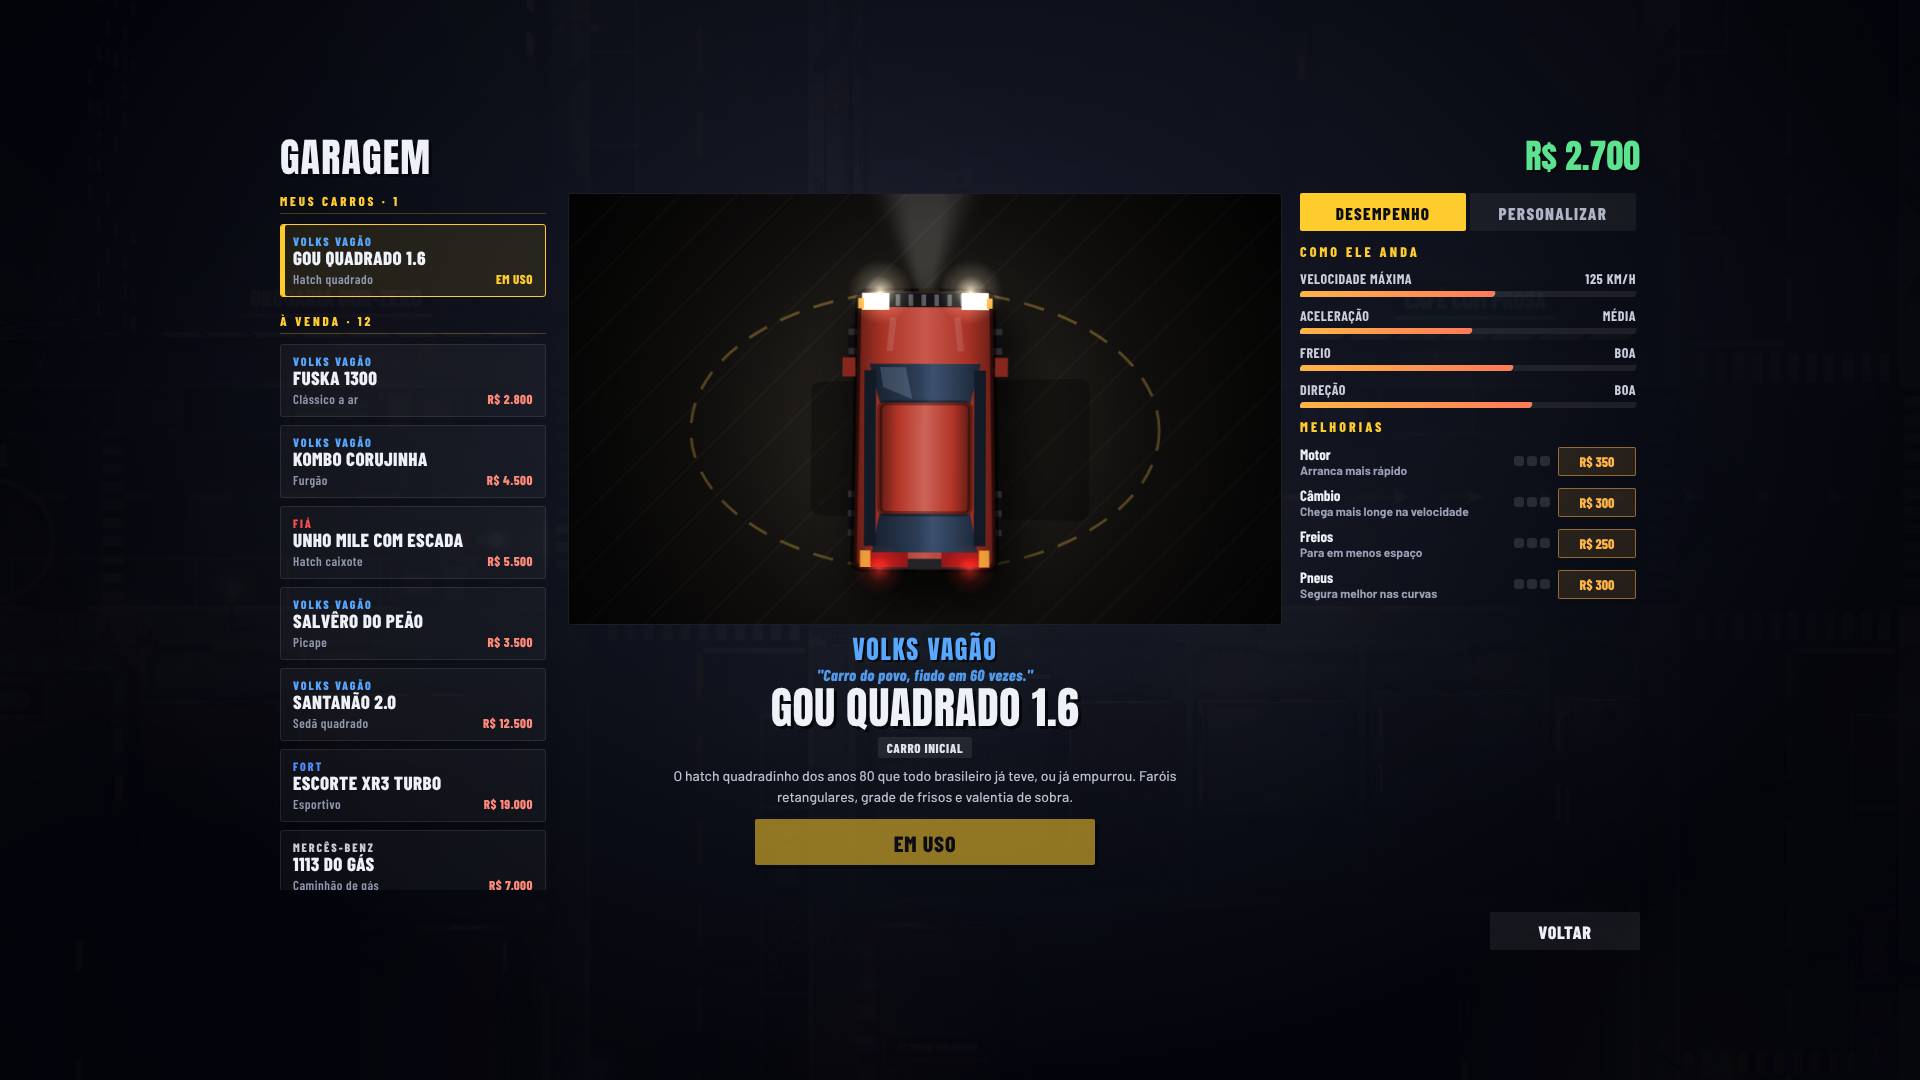 GARAGEM
R$ 2.700
MEUS CARROS · 1
VOLKS VAGÃO
GOU QUADRADO 1.6
Hatch quadrado
EM USO
À VENDA · 12
VOLKS VAGÃO
FUSKA 1300
Clássico a ar
R$ 2.800
VOLKS VAGÃO
KOMBO CORUJINHA
Furgão
R$ 4.500
FIÁ
UNHO MILE COM ESCADA
Hatch caixote
R$ 5.500
VOLKS VAGÃO
SALVÊRO DO PEÃO
Picape
R$ 3.500
VOLKS VAGÃO
SANTANÃO 2.0
Sedã quadrado
R$ 12.500
FORT
ESCORTE XR3 TURBO
Esportivo
R$ 19.000
MERCÊS-BENZ
1113 DO GÁS
Caminhão de gás
R$ 7.000
VOLKS VAGÃO
"Carro do povo, fiado em 60 vezes."
GOU QUADRADO 1.6
CARRO INICIAL
O hatch quadradinho dos anos 80 que todo brasileiro já teve, ou já empurrou. Faróis
retangulares, grade de frisos e valentia de sobra.
EM USO
DESEMPENHO
PERSONALIZAR
COMO ELE ANDA
VELOCIDADE MÁXIMA
125 KM/H
ACELERAÇÃO
MÉDIA
FREIO
BOA
DIREÇÃO
BOA
MELHORIAS
Motor
Arranca mais rápido
R$ 350
Câmbio
Chega mais longe na velocidade
R$ 300
Freios
Para em menos espaço
R$ 250
Pneus
Segura melhor nas curvas
R$ 300
VOLTAR